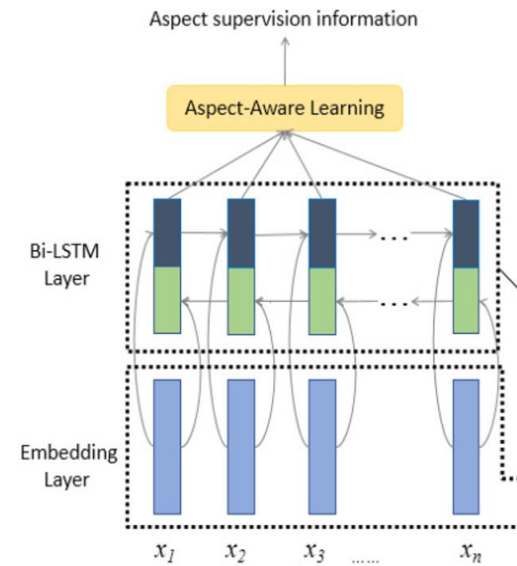 Aspect supervision information
Aspect-Aware Learning
Bi-LSTM
Layer
...
...
Embedding
Layer
x1 x2 x3 ...... xn